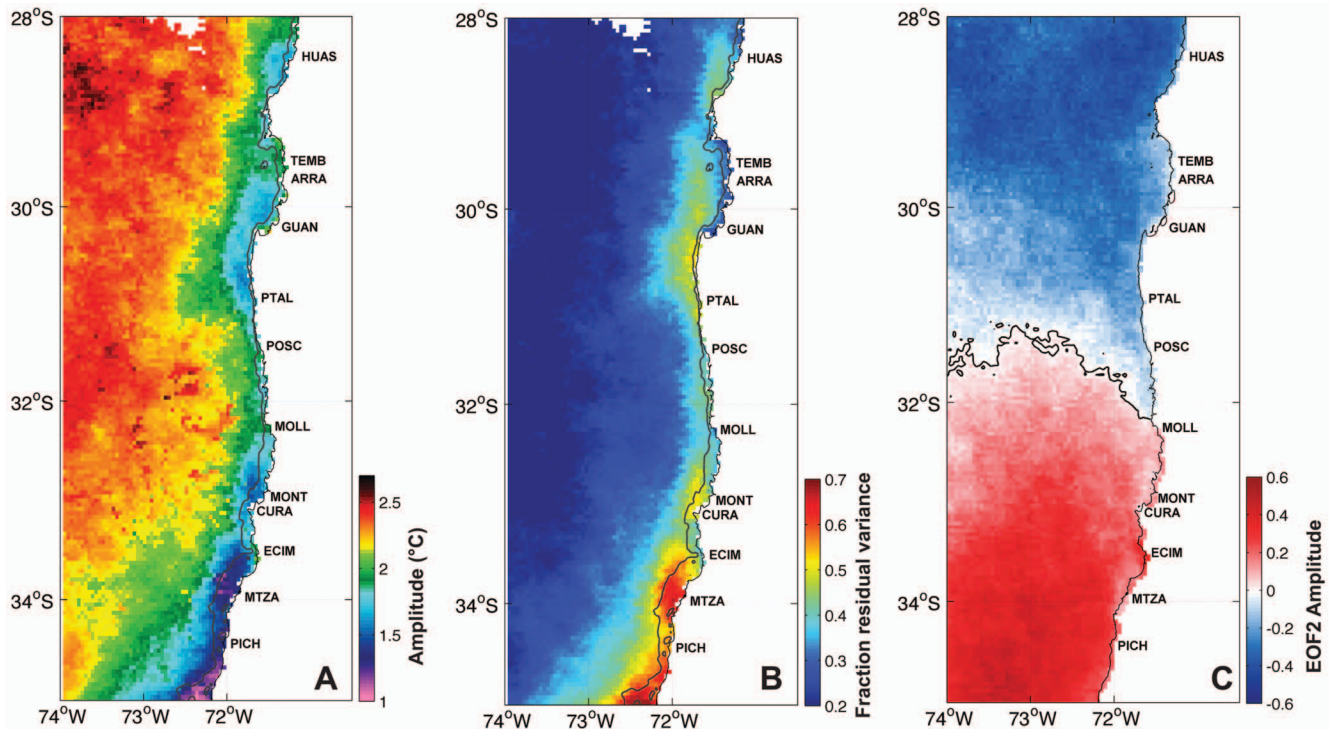 28°S
30°S
32°S
34°S
74°W
73°W
72°W
HUAS
TEMB
ARRA
GUAN
PTAL
POSC
MOLL
MONT
CURA
ECIM
MTZA
PICH
2.5
2
1.5
1
Amplitude (°C)
A
28°S
30°S
32°S
34°S
74°W
73°W
72°W
HUAS
TEMB
ARRA
GUAN
PTAL
POSC
MOLL
MONT
CURA
ECIM
MTZA
PICH
0.7
0.6
0.5
0.4
0.3
0.2
Fraction residual variance
B
28°S
30°S
32°S
34°S
74°W
73°W
72°W
HUAS
TEMB
ARRA
GUAN
PTAL
POSC
MOLL
MONT
CURA
ECIM
MTZA
PICH
0.6
0.4
0.2
0
-0.2
-0.4
-0.6
EOF2 Amplitude
C